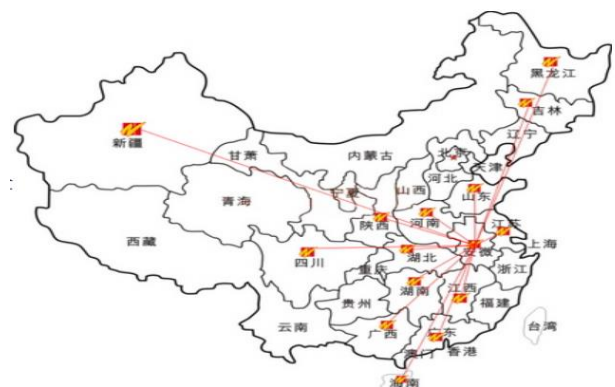 黑龙江
吉林
辽宁
新疆
甘肃
内蒙古
北京
天津
河北
山西
山东
宁夏
青海
陕西
河南
江苏
西藏
四川
重庆
湖北
安徽
上海
浙江
湖南
江西
贵州
福建
云南
广西
广东
台湾
澳门
香港
海南